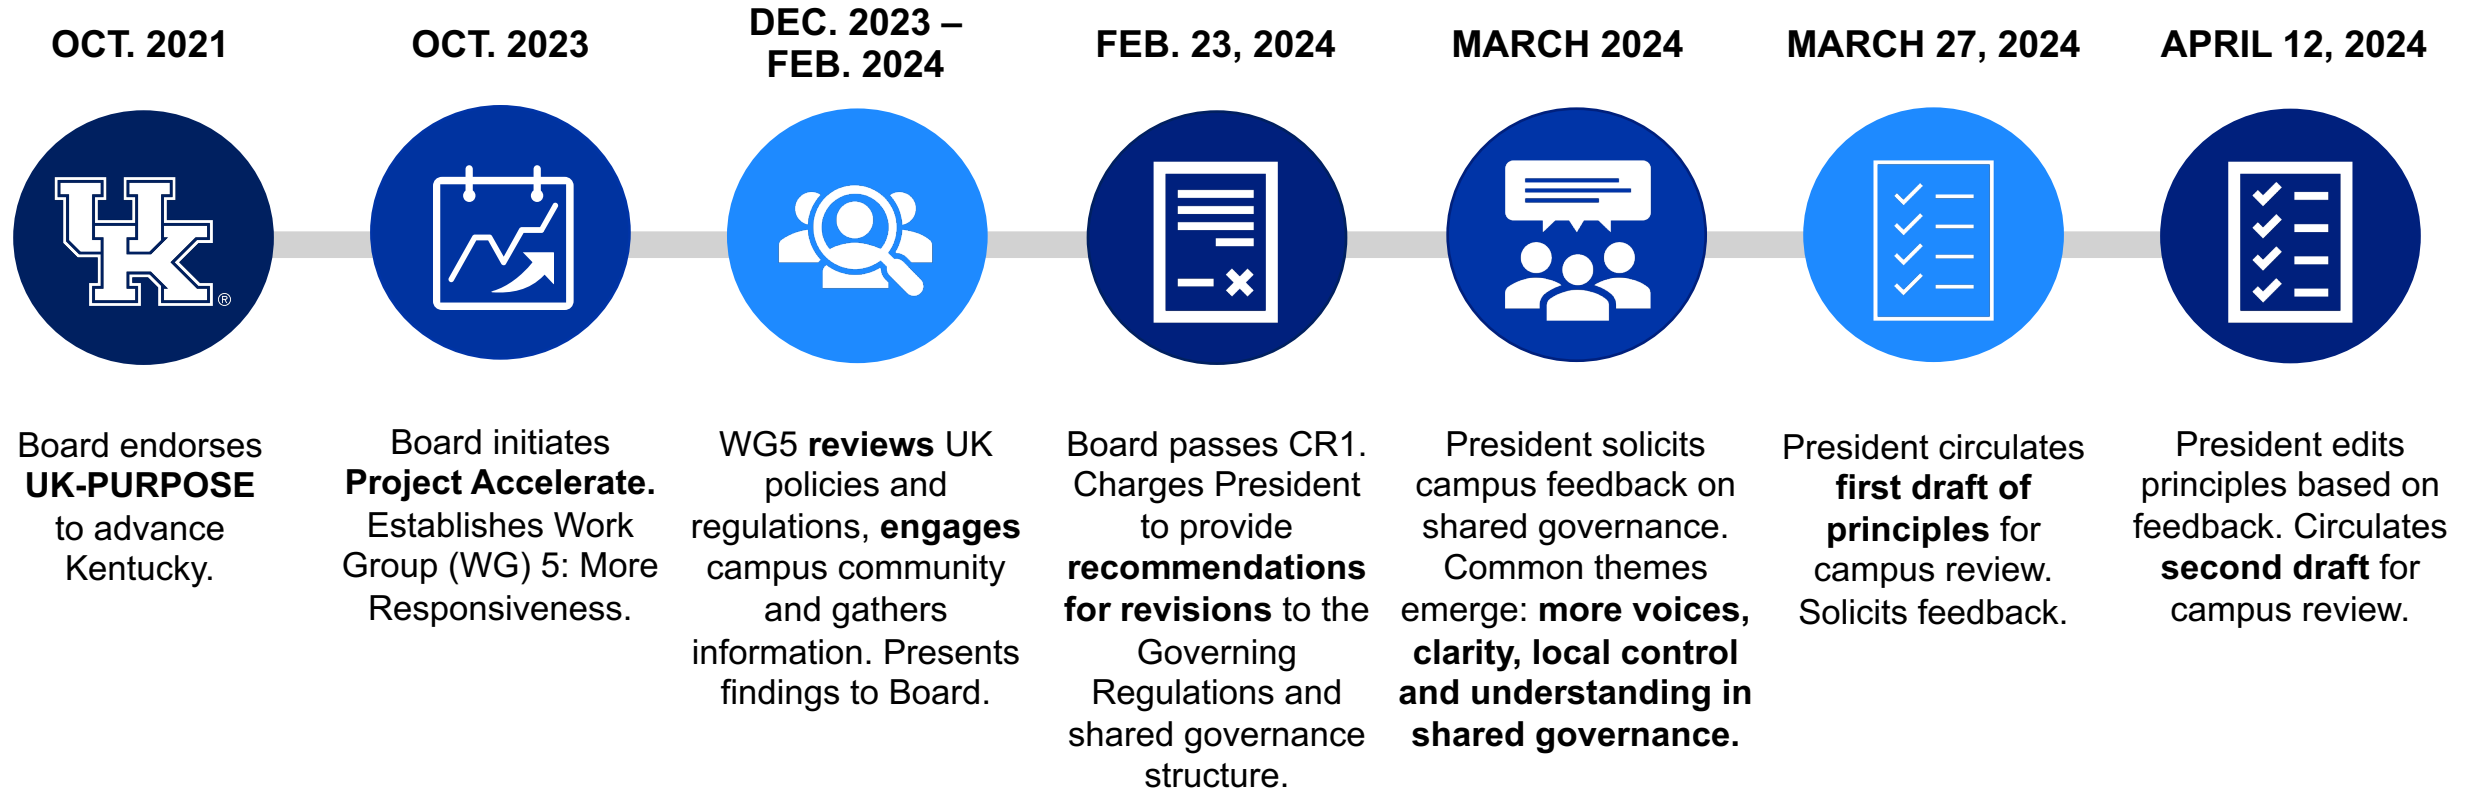 OCT. 2021
Board endorses
UK-PURPOSE
to advance
Kentucky.
OCT. 2023
Board initiates
Project Accelerate.
Establishes Work
Group (WG) 5: More
Responsiveness.
DEC. 2023 –
FEB. 2024
WG5 reviews UK
policies and
regulations, engages
campus community
and gathers
information. Presents
findings to Board.
FEB. 23, 2024
Board passes CR1.
Charges President
to provide
recommendations
for revisions to the
Governing
Regulations and
shared governance
structure.
MARCH 2024
President solicits
campus feedback on
shared governance.
Common themes
emerge: more voices,
clarity, local control
and understanding in
shared governance.
MARCH 27, 2024
President circulates
first draft of
principles for
campus review.
Solicits feedback.
APRIL 12, 2024
President edits
principles based on
feedback. Circulates
second draft for
campus review.
UK®